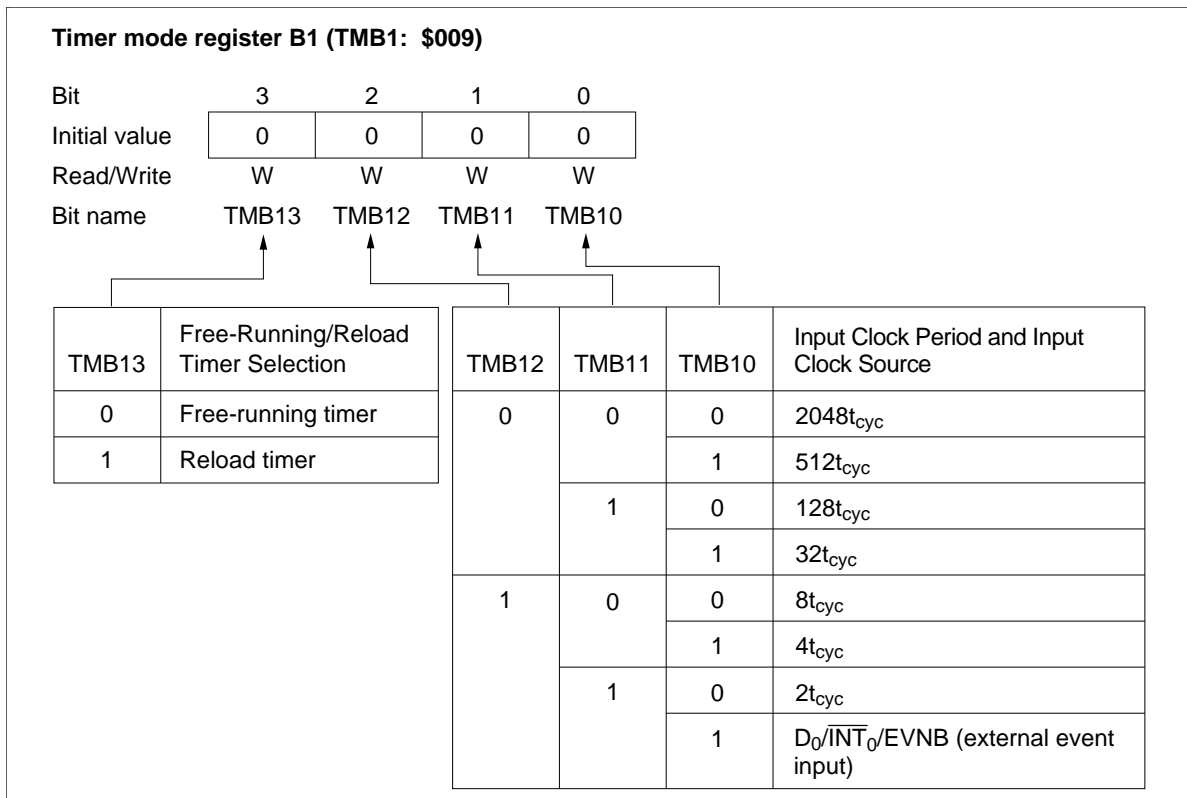 Timer mode register B1 (TMB1: $009)
Bit 3 2 1 0
Initial value 0 0 0 0
Read/Write W W W W
Bit name TMB13 TMB12 TMB11 TMB10
TMB13 Free-Running/Reload Timer Selection
0 Free-running timer
1 Reload timer
TMB12 TMB11 TMB10 Input Clock Period and Input Clock Source
0 0 0 2048tcyc
1 512tcyc
1 0 128tcyc
1 32tcyc
1 0 0 8tcyc
1 4tcyc
1 0 2tcyc
1 D0/I̅N̅T̅0/EVNB (external event
input)